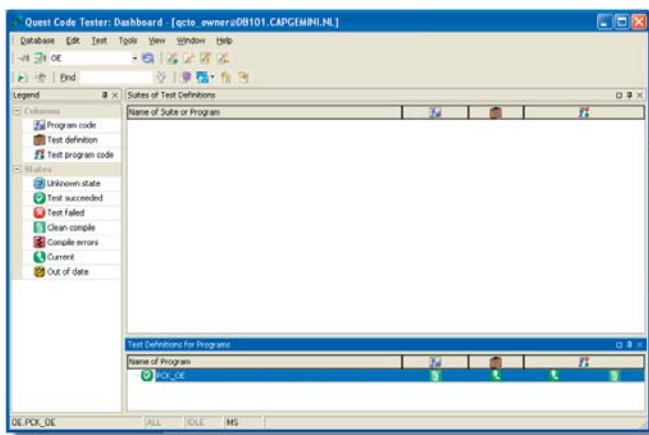 Quest Code Tester: Dashboard - [qcto_owner@DB101.CAPGEMINI.NL]
Database Edit Test Tools View Window Help
OE
Find
Legend
Suites of Test Definitions
Columns
Name of Suite or Program
Program code
Test definition
Test program code
States
Unknown state
Test succeeded
Test failed
Clean compile
Compile errors
Current
Out of date
Test Definitions for Programs
Name of Program
PCK_OE
OE.PCK_OE ALL IDLE MS